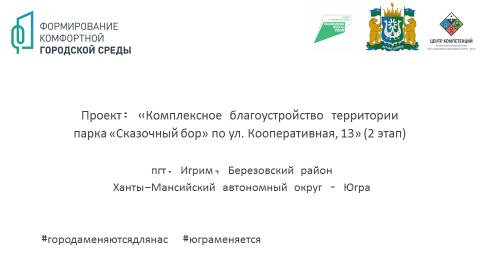 ФОРМИРОВАНИЕ
КОМФОРТНОЙ
ГОРОДСКОЙ СРЕДЫ
ЦЕНТР КОМПЕТЕНЦИЙ
Проект: «Комплексное благоустройство территории
парка «Сказочный бор» по ул. Кооперативная, 13» (2 этап)
пгт. Игрим, Березовский район
Ханты-Мансийский автономный округ - Югра
#городаменяютсядлянас #юграменяется